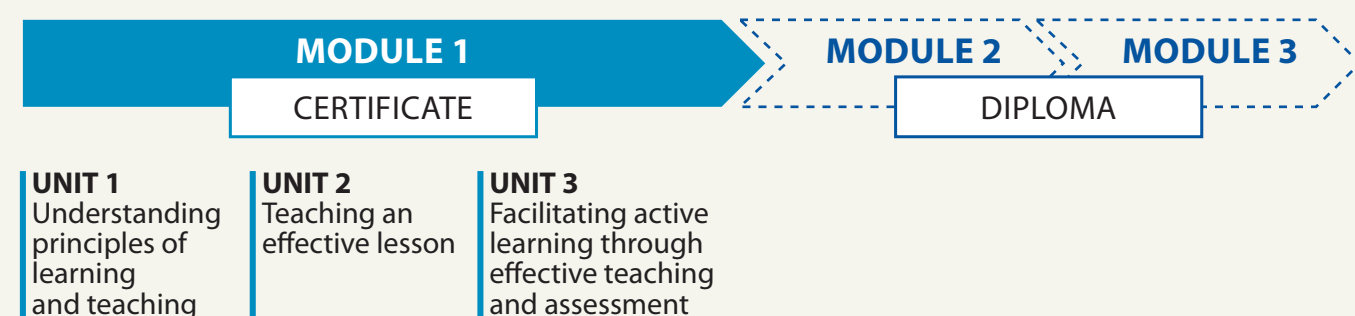 MODULE 1
MODULE 2
MODULE 3
CERTIFICATE
DIPLOMA
UNIT 1
Understanding
principles of
learning
and teaching
UNIT 2
Teaching an
effective lesson
UNIT 3
Facilitating active
learning through
effective teaching
and assessment